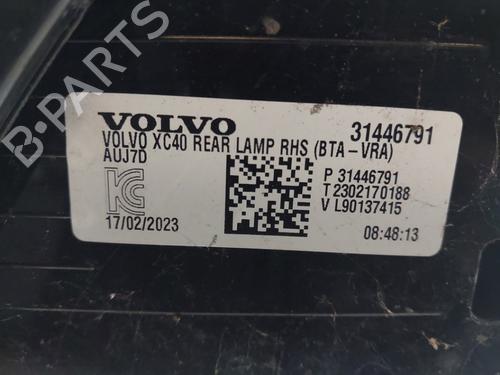 B-PARTS
VOLVO 31446791
VOLVO XC40 REAR LAMP RHS (BTA-VRA)
AUJ7D
P 31446791
T 2302170188
V L90137415
KC
17/02/2023
08:48:13